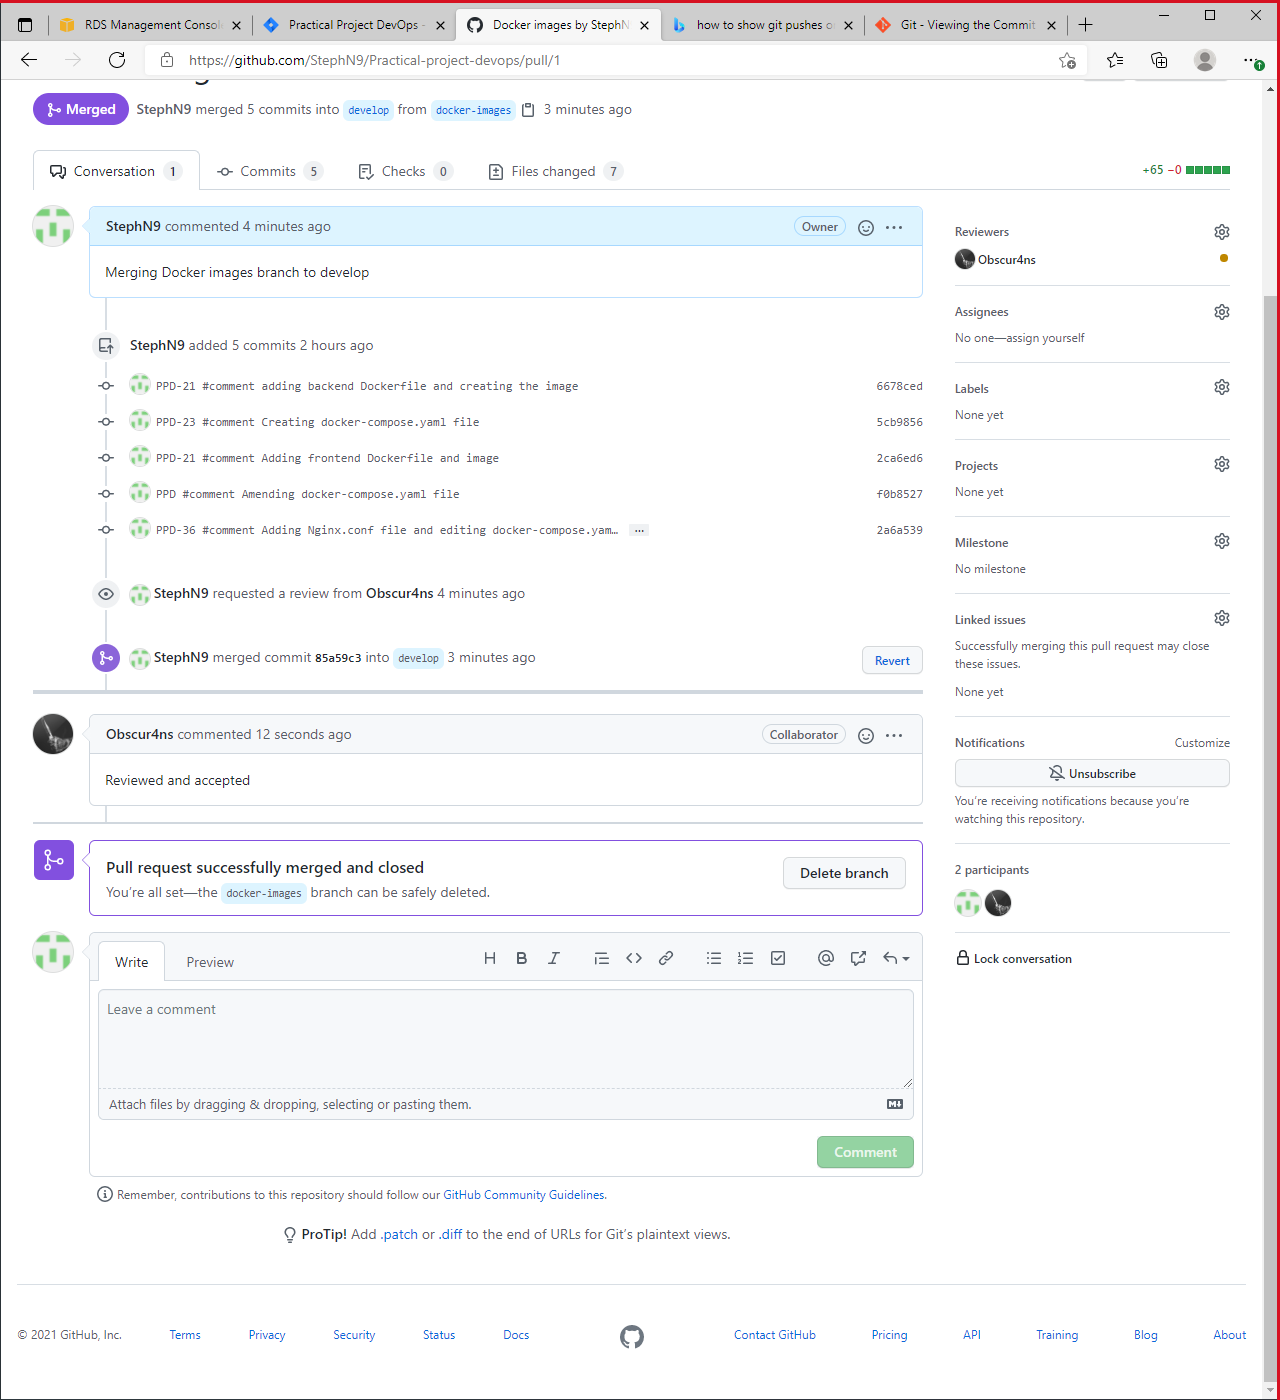 RDS Management Consol
Practical Project DevOps -
Docker images by StephN
how to show git pushes o
Git - Viewing the Commit
https://github.com/StephN9/Practical-project-devops/pull/1
Merged
StephN9 merged 5 commits into develop from docker-images 3 minutes ago
Conversation 1
Commits 5
Checks 0
Files changed 7
+65 −0
StephN9 commented 4 minutes ago
Owner
Merging Docker images branch to develop
StephN9 added 5 commits 2 hours ago
PPD-21 #comment adding backend Dockerfile and creating the image 6678ced
PPD-23 #comment Creating docker-compose.yaml file 5cb9856
PPD-21 #comment Adding frontend Dockerfile and image 2ca6ed6
PPD #comment Amending docker-compose.yaml file f0b8527
PPD-36 #comment Adding Nginx.conf file and editing docker-compose.yam… … 2a6a539
StephN9 requested a review from Obscur4ns 4 minutes ago
StephN9 merged commit 85a59c3 into develop 3 minutes ago
Revert
Obscur4ns commented 12 seconds ago
Collaborator
Reviewed and accepted
Pull request successfully merged and closed
You're all set—the docker-images branch can be safely deleted.
Delete branch
Write
Preview
H B I
Leave a comment
Attach files by dragging & dropping, selecting or pasting them.
Comment
Remember, contributions to this repository should follow our GitHub Community Guidelines.
ProTip! Add .patch or .diff to the end of URLs for Git's plaintext views.
Reviewers
Obscur4ns
Assignees
No one—assign yourself
Labels
None yet
Projects
None yet
Milestone
No milestone
Linked issues
Successfully merging this pull request may close
these issues.
None yet
Notifications
Customize
Unsubscribe
You're receiving notifications because you're
watching this repository.
2 participants
Lock conversation
© 2021 GitHub, Inc.
Terms
Privacy
Security
Status
Docs
Contact GitHub
Pricing
API
Training
Blog
About